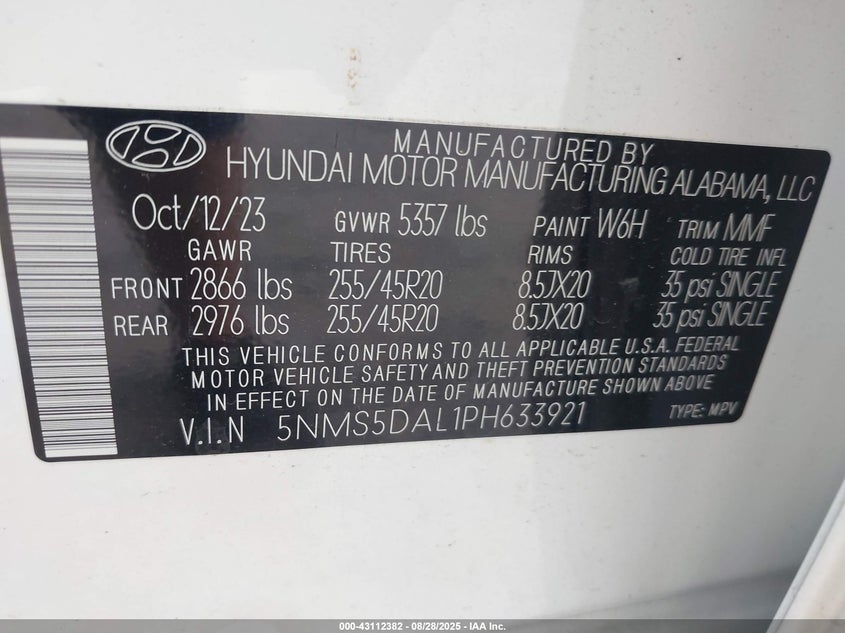 MANUFACTURED BY
HYUNDAI MOTOR MANUFACTURING ALABAMA, LLC
Oct/12/23 GVWR 5357 lbs PAINT W6H TRIM MMF
GAWR TIRES RIMS COLD TIRE INFL
FRONT 2866 lbs 255/45R20 8.5JX20 35 psi SINGLE
REAR 2976 lbs 255/45R20 8.5JX20 35 psi SINGLE
THIS VEHICLE CONFORMS TO ALL APPLICABLE U.S.A. FEDERAL
MOTOR VEHICLE SAFETY AND THEFT PREVENTION STANDARDS
IN EFFECT ON THE DATE OF MANUFACTURE SHOWN ABOVE
V.I.N 5NMS5DAL1PH633921 TYPE: MPV
000-43112382 - 08/28/2025 - IAA Inc.